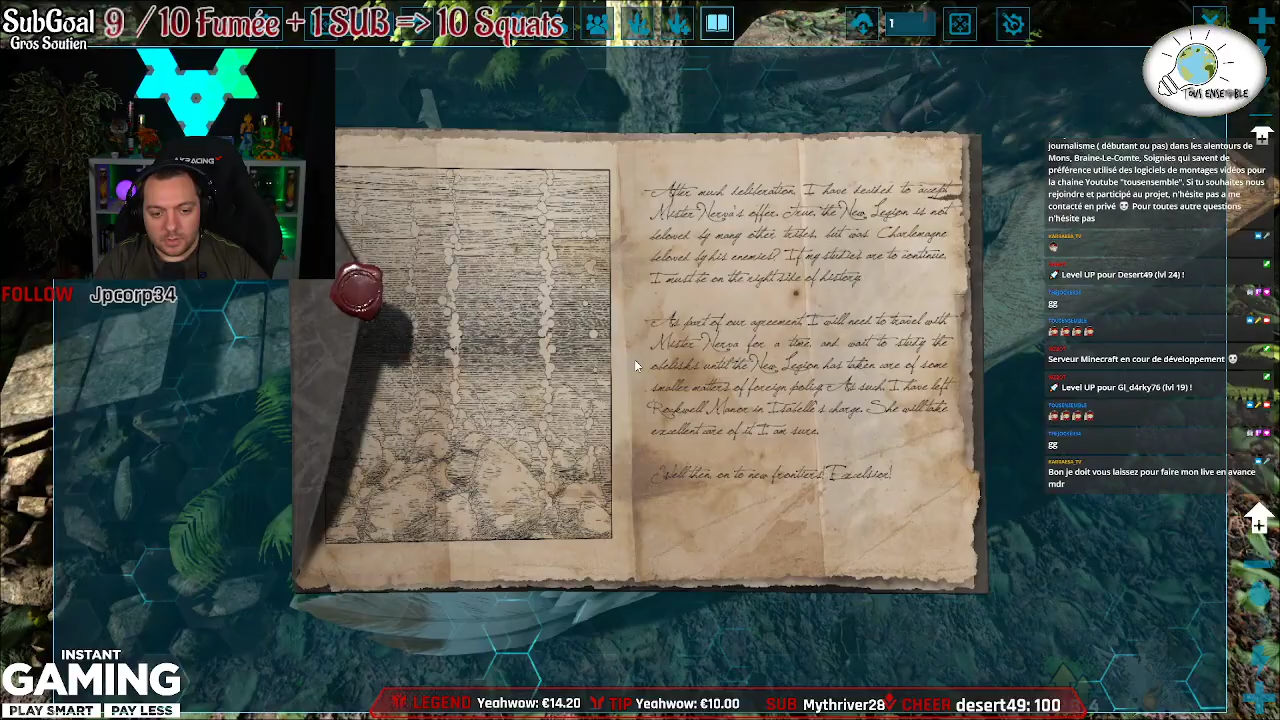 SubGoal 9 / 10 Fumée + 1 SUB => 10 Squats
Gros Soutien
1
TOUS ENSEMBLE
AKRACING
FOLLOW Jpcorp34
After much deliberation, I have decided to accept
Mister Nerva's offer. True, the New Legion is not
beloved by many other tribes, but was Charlemagne
beloved by his enemies? If my studies are to continue,
I must be on the right side of history.
As part of our agreement I will need to travel with
Mister Nerva for a time, and wait to study the
obelisks until the New Legion has taken care of some
smaller matters of foreign policy. As such, I have left
Rockwell Manor in Isabelle's charge. She will take
excellent care of it I am sure.
Well then, on to new frontiers! Excelsior!
journalisme ( débutant ou pas) dans les alentours de
Mons, Braine-Le-Comte, Soignies qui savent de
préférence utilisé des logiciels de montages vidéos pour
la chaine Youtube "tousensemble". Si tu souhaites nous
rejoindre et participé au projet, n'hésite pas a me
contacté en privé Pour toutes autre questions
n'hésite pas
Level UP pour Desert49 (lvl 24) !
gg
TOUSENSEMBLE
Serveur Minecraft en cour de développement
Level UP pour Gl_d4rky76 (lvl 19) !
TOUSENSEMBLE
gg
Bon je doit vous laissez pour faire mon live en avance
mdr
INSTANT
GAMING
PLAY SMART PAY LESS
LEGEND Yeahwow: €14.20 TIP Yeahwow: €10.00 SUB Mythriver28 CHEER desert49: 100